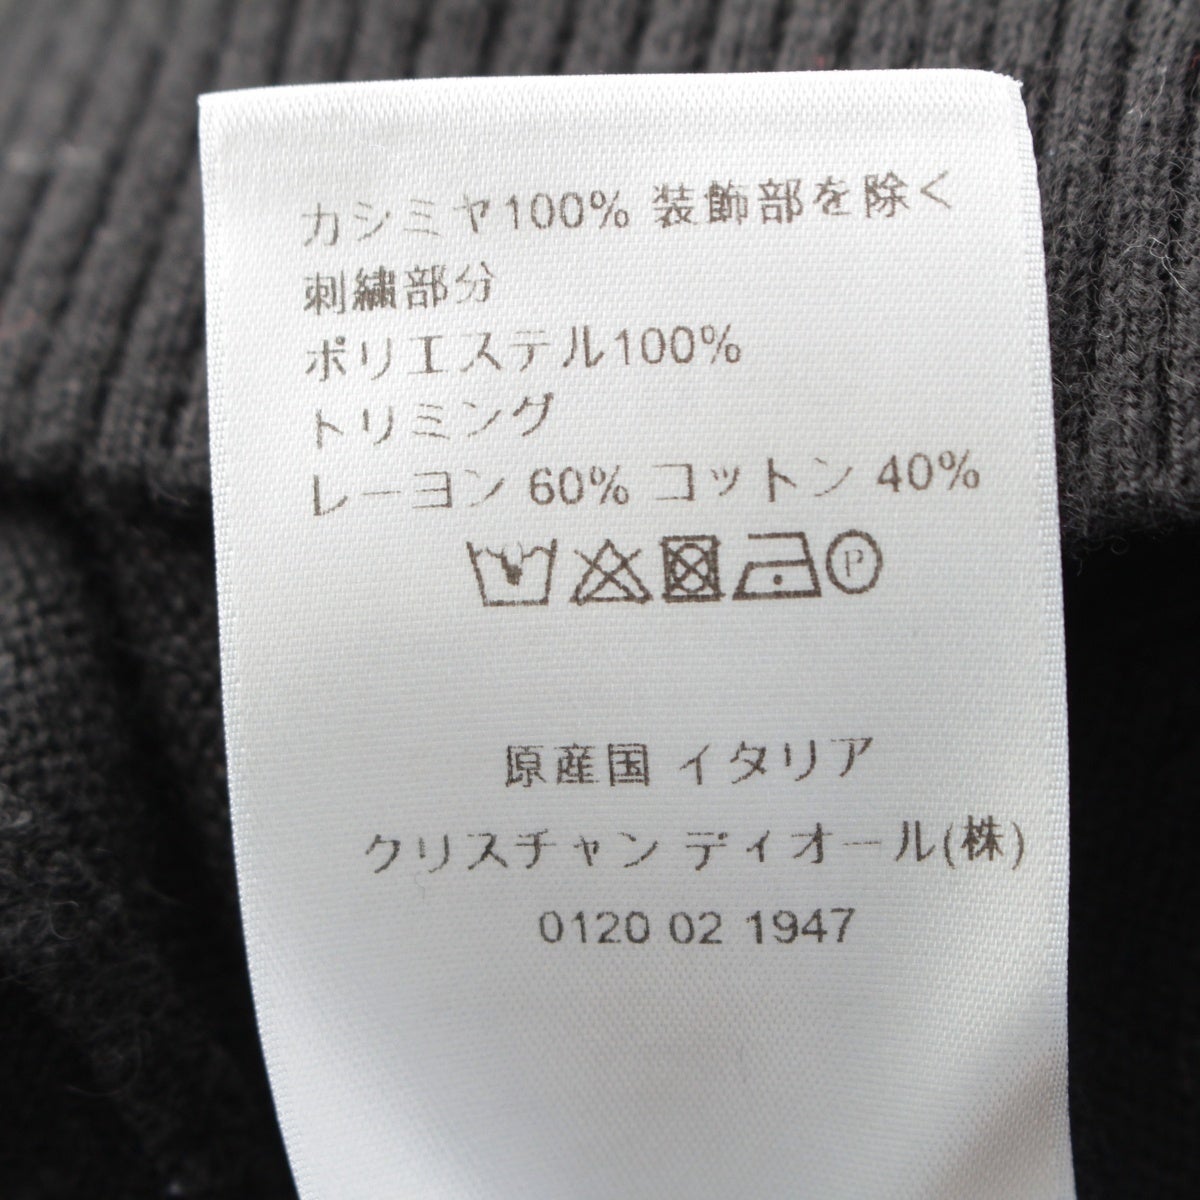 カシミヤ100% 装飾部を除く
刺繍部分
ポリエステル100%
トリミング
レーヨン 60% コットン 40%
P
原産国 イタリア
クリスチャン ディオール(株)
0120 02 1947